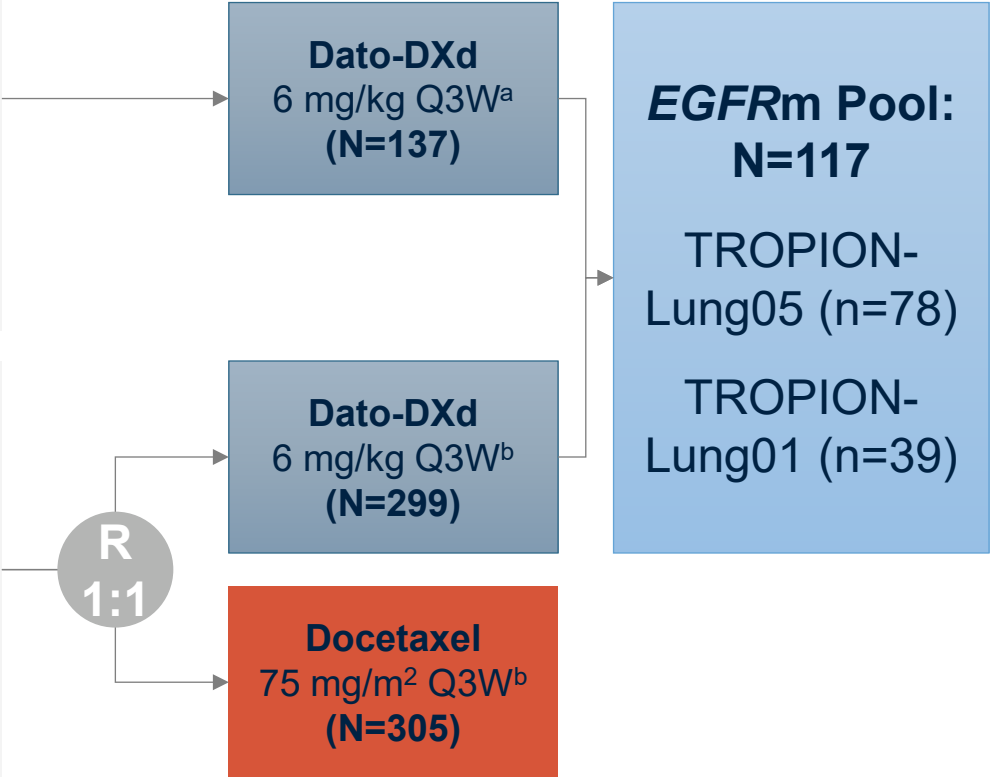 Dato-DXd
6 mg/kg Q3Wᵃ
(N=137)
EGFRm Pool:
N=117
TROPION-
Lung05 (n=78)
TROPION-
Lung01 (n=39)
Dato-DXd
6 mg/kg Q3Wᵇ
(N=299)
R
1:1
Docetaxel
75 mg/m² Q3Wᵇ
(N=305)